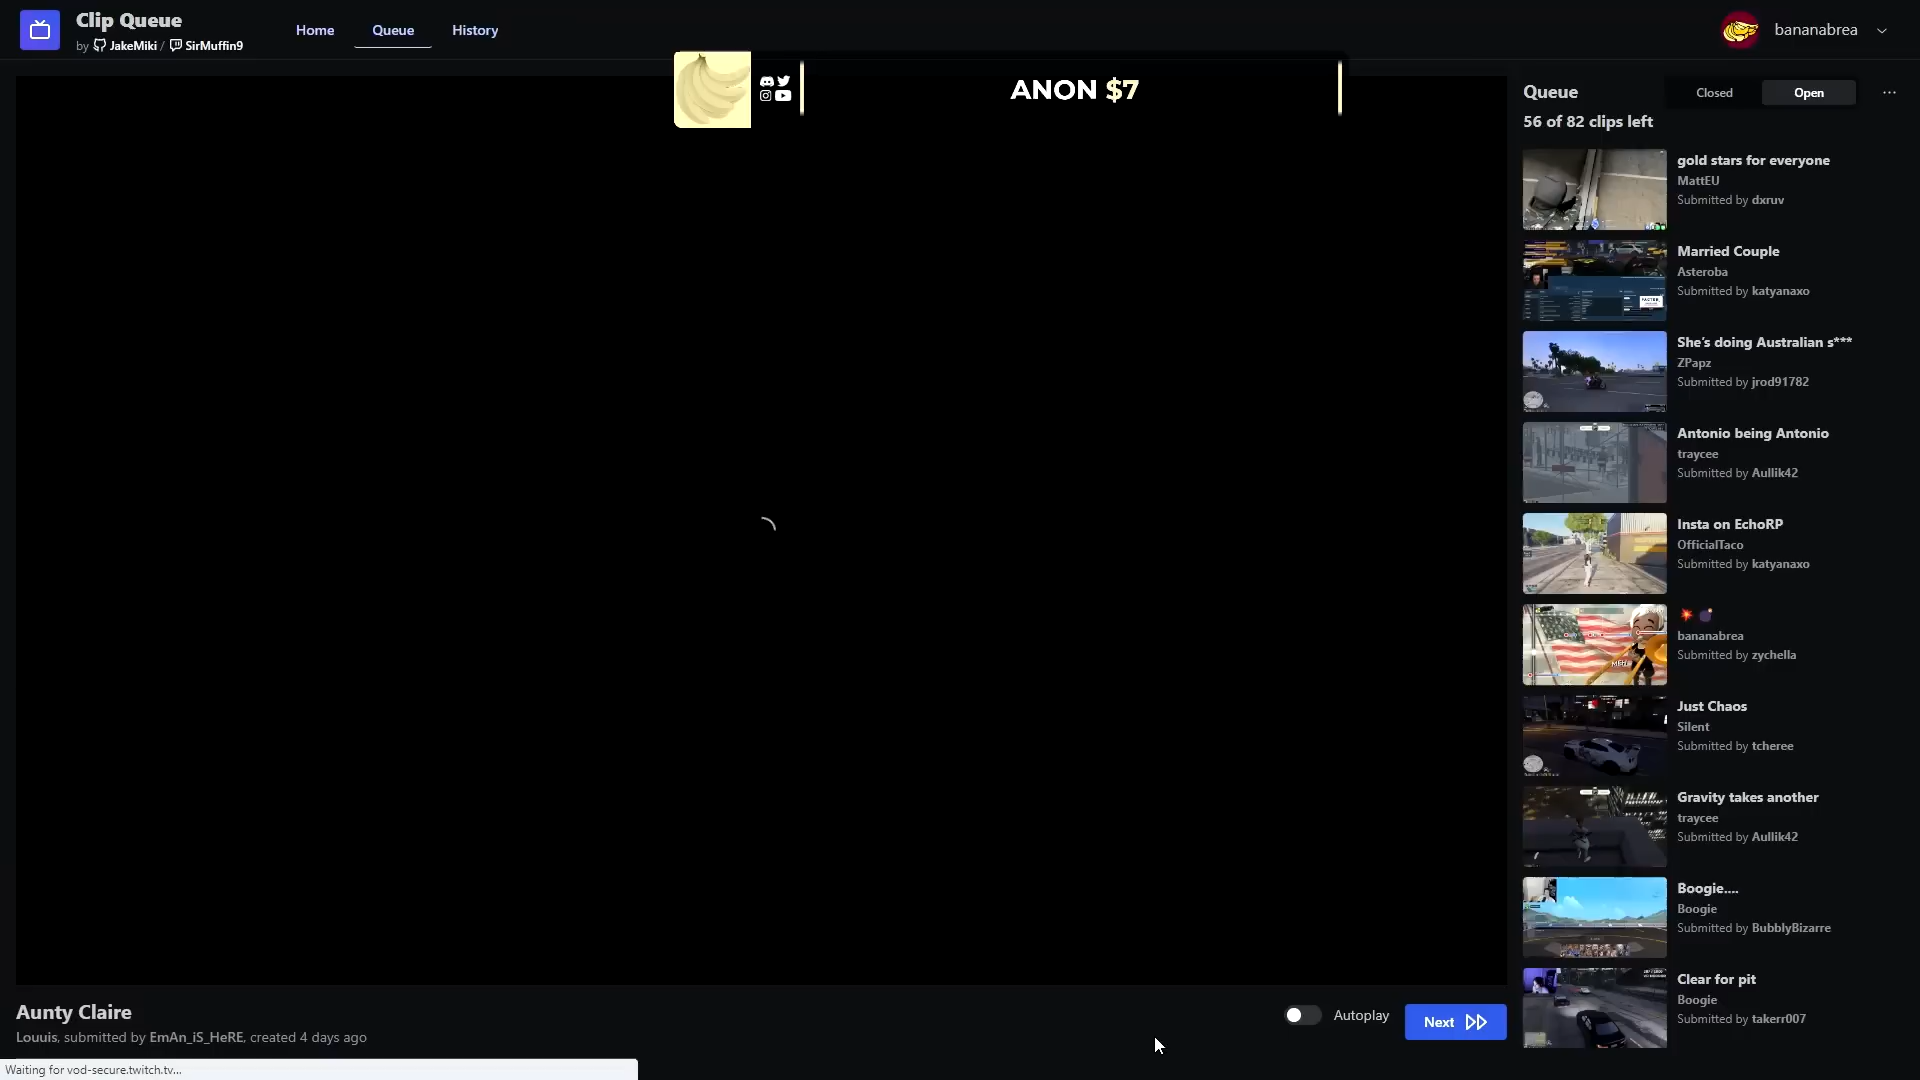 Clip Queue
by JakeMiki / SirMuffin9
Home
Queue
History
bananabrea
ANON $7
Queue
Closed
Open
56 of 82 clips left
gold stars for everyone
MattEU
Submitted by dxruv
Married Couple
Asteroba
Submitted by katyanaxo
She's doing Australian s***
ZPapz
Submitted by jrod91782
Antonio being Antonio
traycee
Submitted by Aullik42
Insta on EchoRP
OfficialTaco
Submitted by katyanaxo
💥 💣
bananabrea
Submitted by zychella
Just Chaos
Silent
Submitted by tcheree
Gravity takes another
traycee
Submitted by Aullik42
Boogie....
Boogie
Submitted by BubblyBizarre
Clear for pit
Boogie
Submitted by takerr007
Aunty Claire
Louuis, submitted by EmAn_iS_HeRE, created 4 days ago
Autoplay
Next
Waiting for vod-secure.twitch.tv...